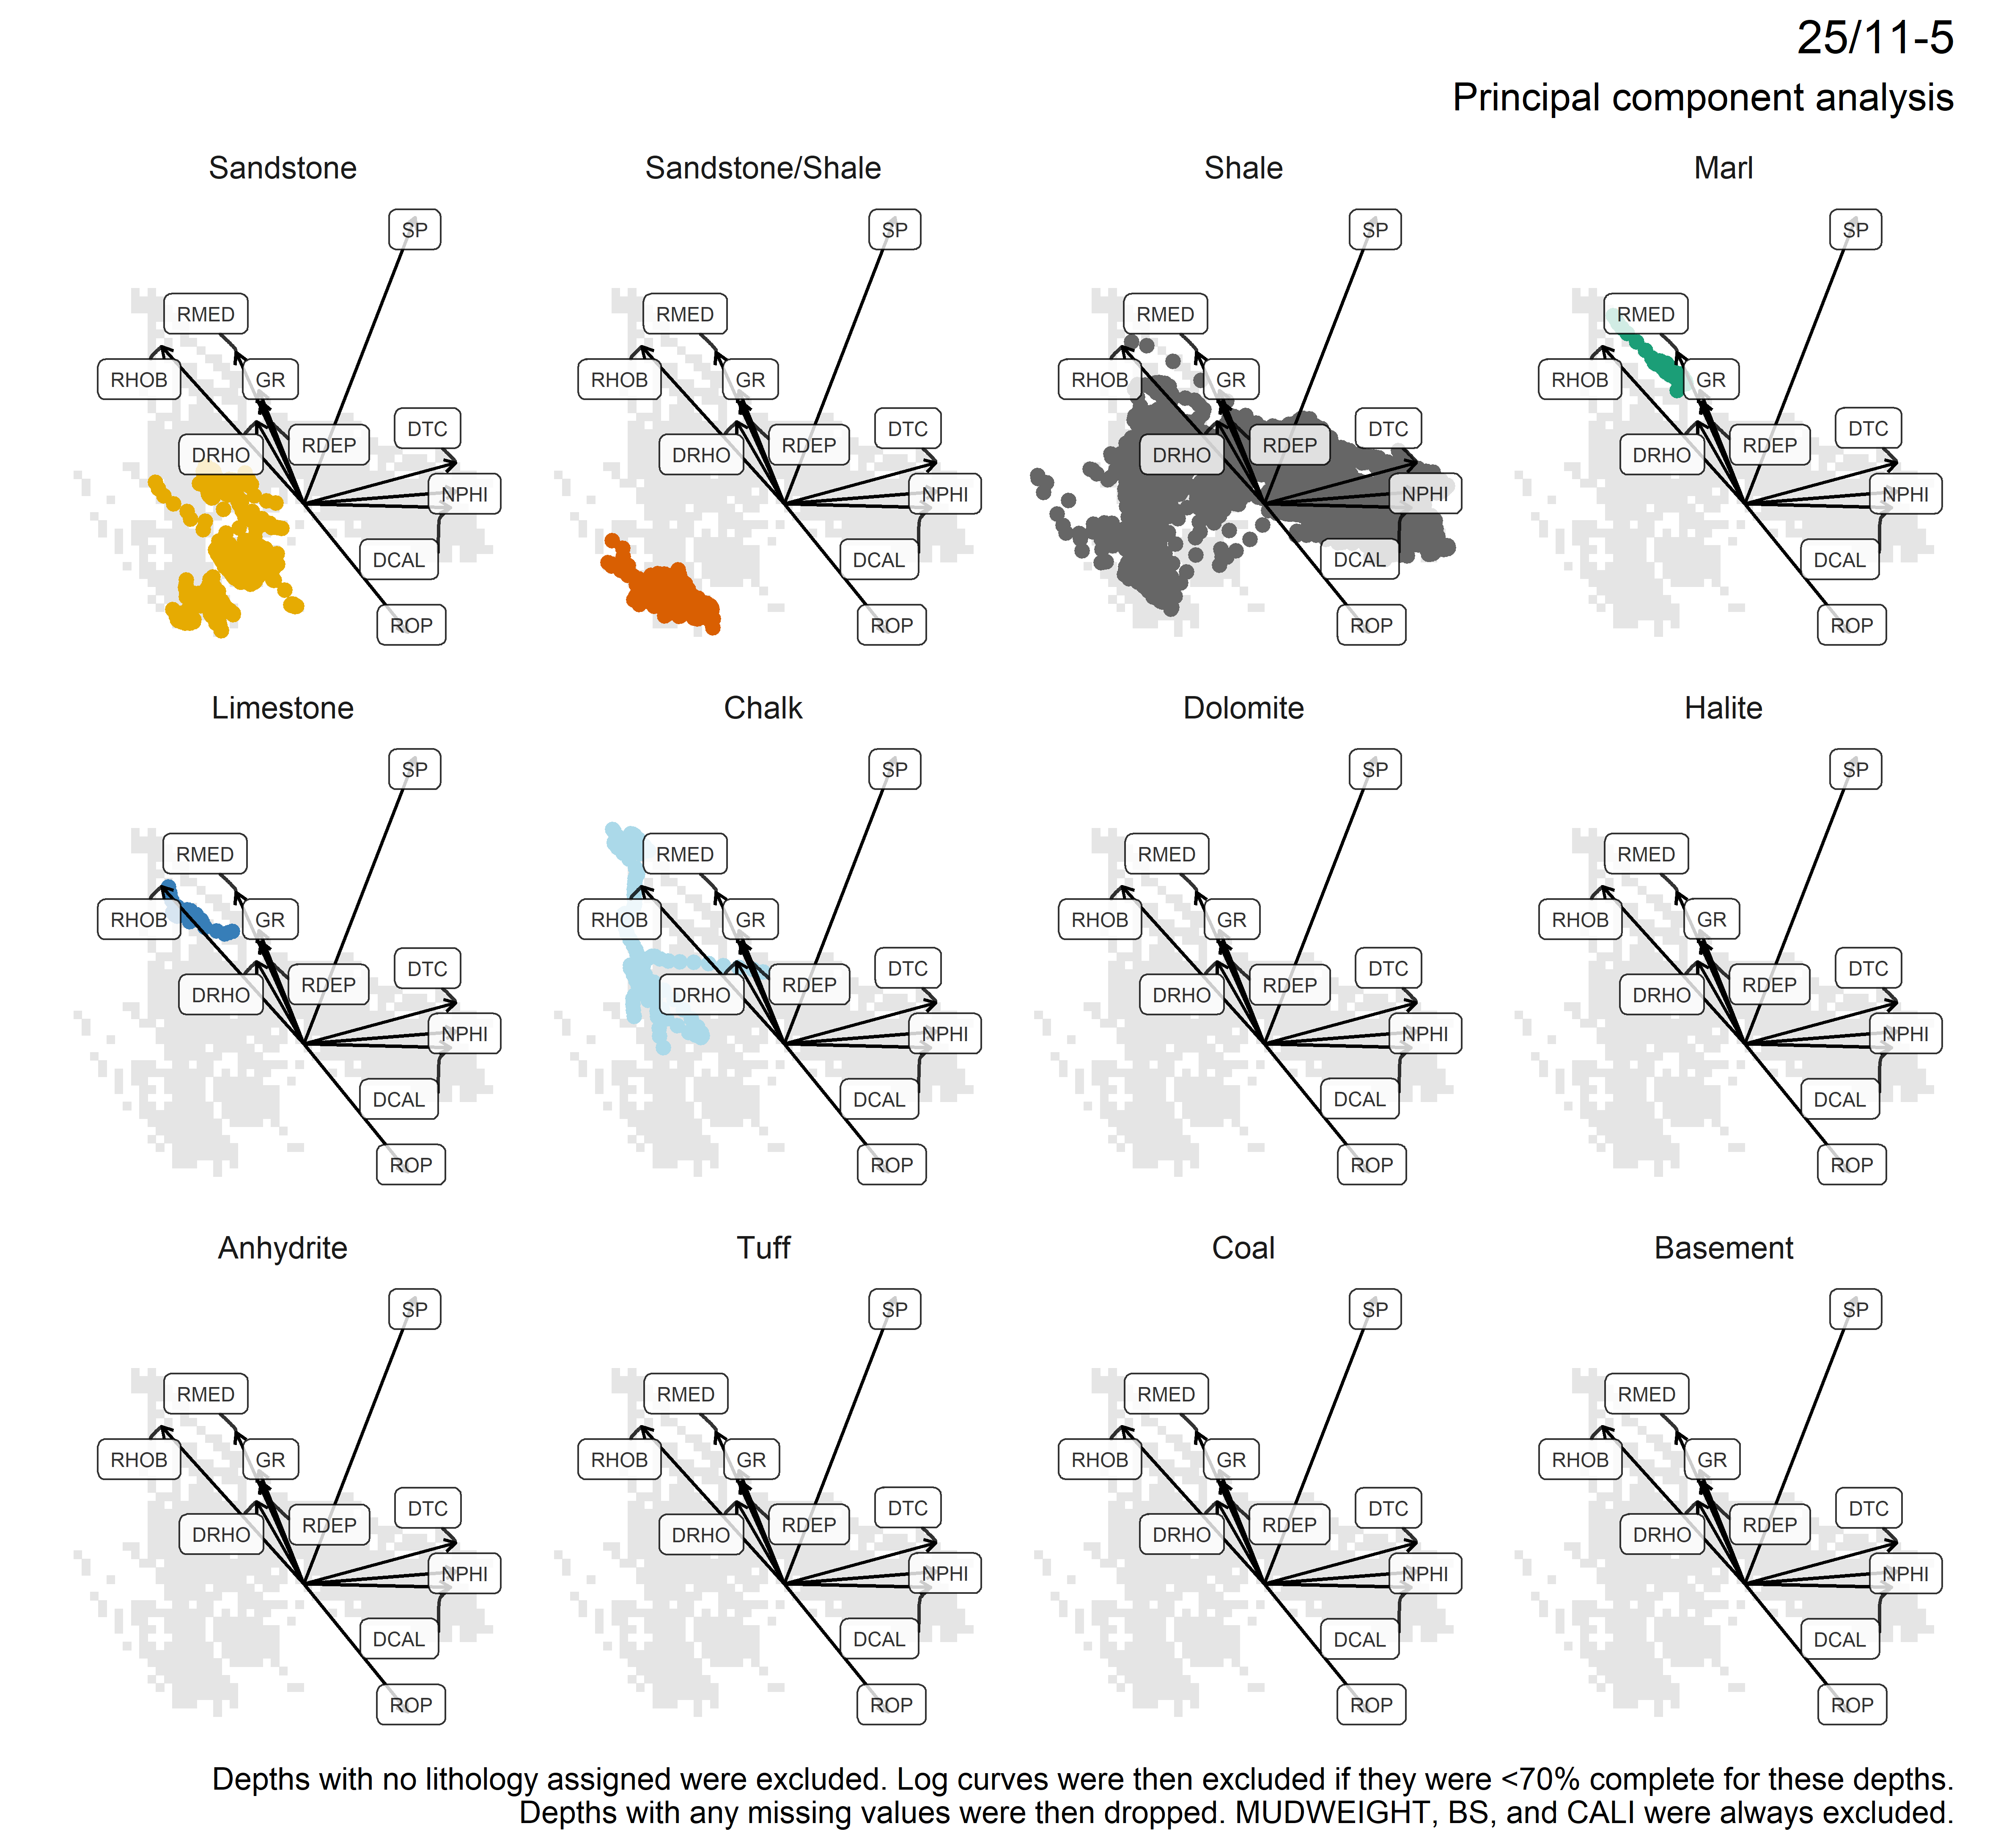 25/11-5
Principal component analysis
Sandstone
SP
RMED
RHOB
GR
DTC
DRHO
RDEP
NPHI
DCAL
ROP
Sandstone/Shale
SP
RMED
RHOB
GR
DTC
DRHO
RDEP
NPHI
DCAL
ROP
Shale
SP
RMED
RHOB
GR
DTC
DRHO
RDEP
NPHI
DCAL
ROP
Marl
SP
RMED
RHOB
GR
DTC
DRHO
RDEP
NPHI
DCAL
ROP
Limestone
SP
RMED
RHOB
GR
DTC
DRHO
RDEP
NPHI
DCAL
ROP
Chalk
SP
RMED
RHOB
GR
DTC
DRHO
RDEP
NPHI
DCAL
ROP
Dolomite
SP
RMED
RHOB
GR
DTC
DRHO
RDEP
NPHI
DCAL
ROP
Halite
SP
RMED
RHOB
GR
DTC
DRHO
RDEP
NPHI
DCAL
ROP
Anhydrite
SP
RMED
RHOB
GR
DTC
DRHO
RDEP
NPHI
DCAL
ROP
Tuff
SP
RMED
RHOB
GR
DTC
DRHO
RDEP
NPHI
DCAL
ROP
Coal
SP
RMED
RHOB
GR
DTC
DRHO
RDEP
NPHI
DCAL
ROP
Basement
SP
RMED
RHOB
GR
DTC
DRHO
RDEP
NPHI
DCAL
ROP
Depths with no lithology assigned were excluded. Log curves were then excluded if they were <70% complete for these depths.
Depths with any missing values were then dropped. MUDWEIGHT, BS, and CALI were always excluded.